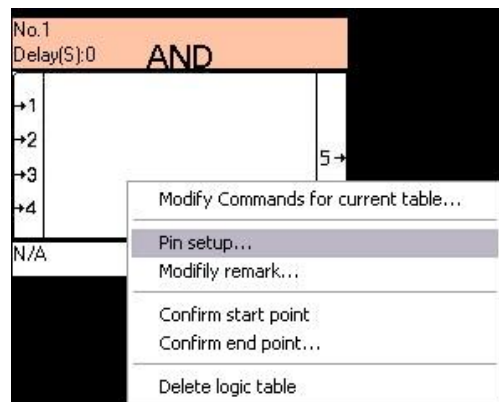 No.1
Delay(S):0 AND
→1
→2
5→
→3
→4
N/A
Modify Commands for current table...
Pin setup...
Modifily remark...
Confirm start point
Confirm end point...
Delete logic table